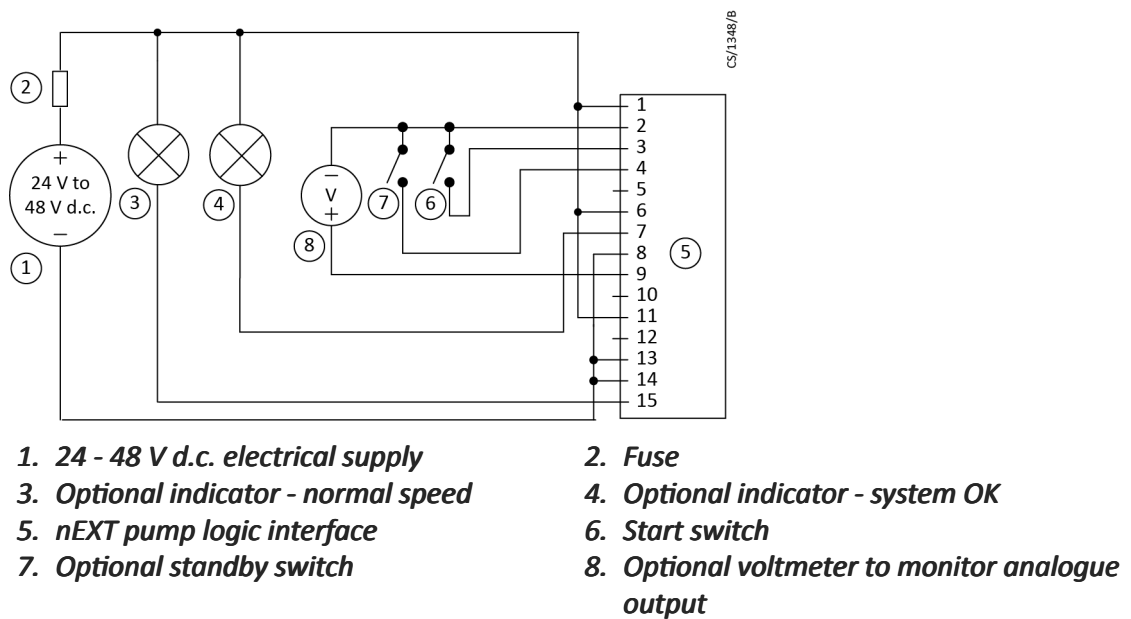 CS/1348/B
2
+
24 V to
48 V d.c.
−
1
3
4
−
V
+
8
7
6
1
2
3
4
5
6
7
8
9
10
11
12
13
14
15
5
1. 24 - 48 V d.c. electrical supply
2. Fuse
3. Optional indicator - normal speed
4. Optional indicator - system OK
5. nEXT pump logic interface
6. Start switch
7. Optional standby switch
8. Optional voltmeter to monitor analogue
output